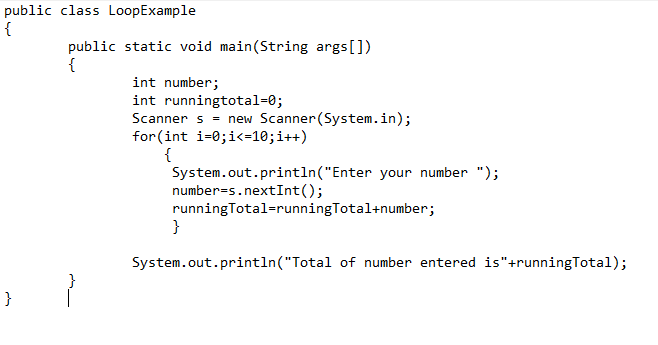 public class LoopExample
{
public static void main(String args[])
{
int number;
int runningtotal=0;
Scanner s = new Scanner(System.in);
for(int i=0;i<=10;i++)
{
System.out.println("Enter your number ");
number=s.nextInt();
runningTotal=runningTotal+number;
}
System.out.println("Total of number entered is"+runningTotal);
}
}